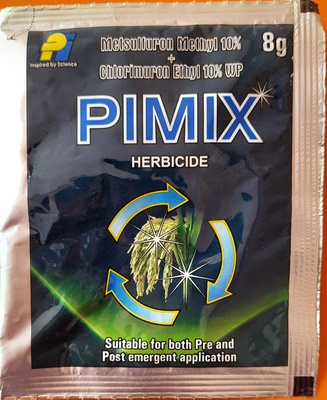 PI
Inspired by Science
Metsulfuron Methyl 10%
+
Chlorimuron Ethyl 10% WP
8g
PIMIX
HERBICIDE
Suitable for both Pre and
Post emergent application